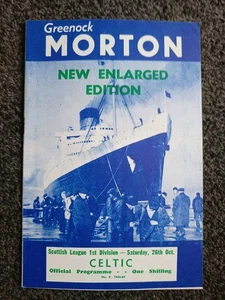 Greenock
MORTON
NEW ENLARGED
EDITION
Scottish League 1st Division — Saturday, 26th Oct.
CELTIC
Official Programme - - One Shilling